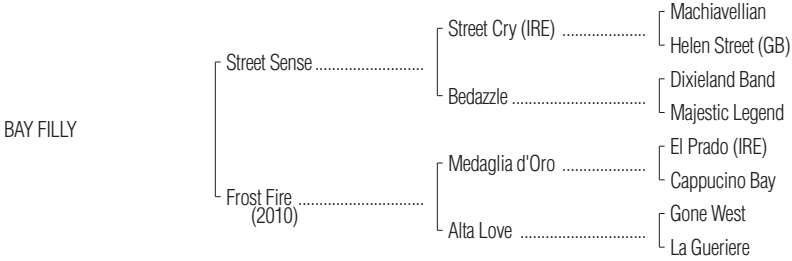 Machiavellian
Street Cry (IRE) ....................
Helen Street (GB)
Street Sense ..........................
Dixieland Band
Bedazzle ................................
Majestic Legend
BAY FILLY
El Prado (IRE)
Medaglia d'Oro ....................
Cappucino Bay
Frost Fire ..............................
(2010)
Gone West
Alta Love ..............................
La Gueriere